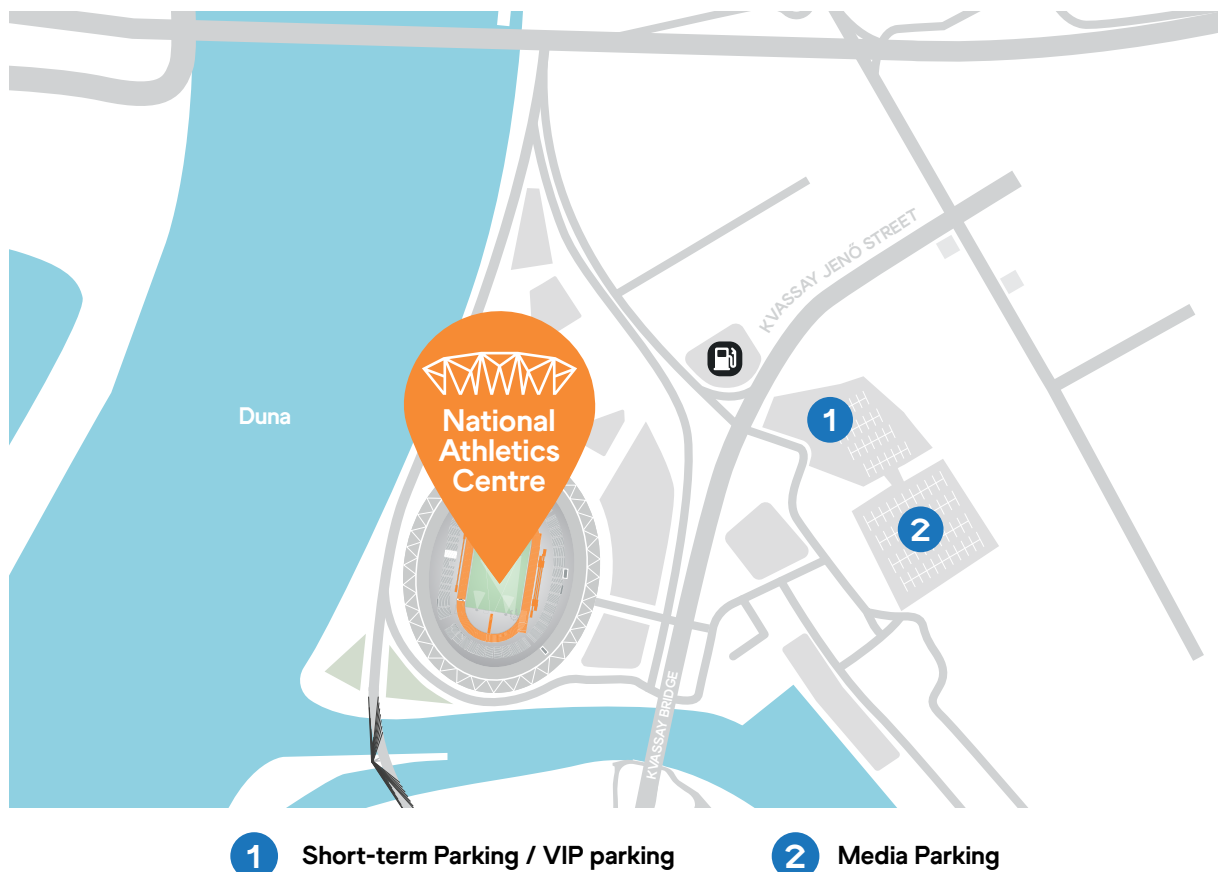 KVASSAY JENŐ STREET
1
National
Athletics
Centre
Duna
2
KVASSAY BRIDGE
1 Short-term Parking / VIP parking
2 Media Parking